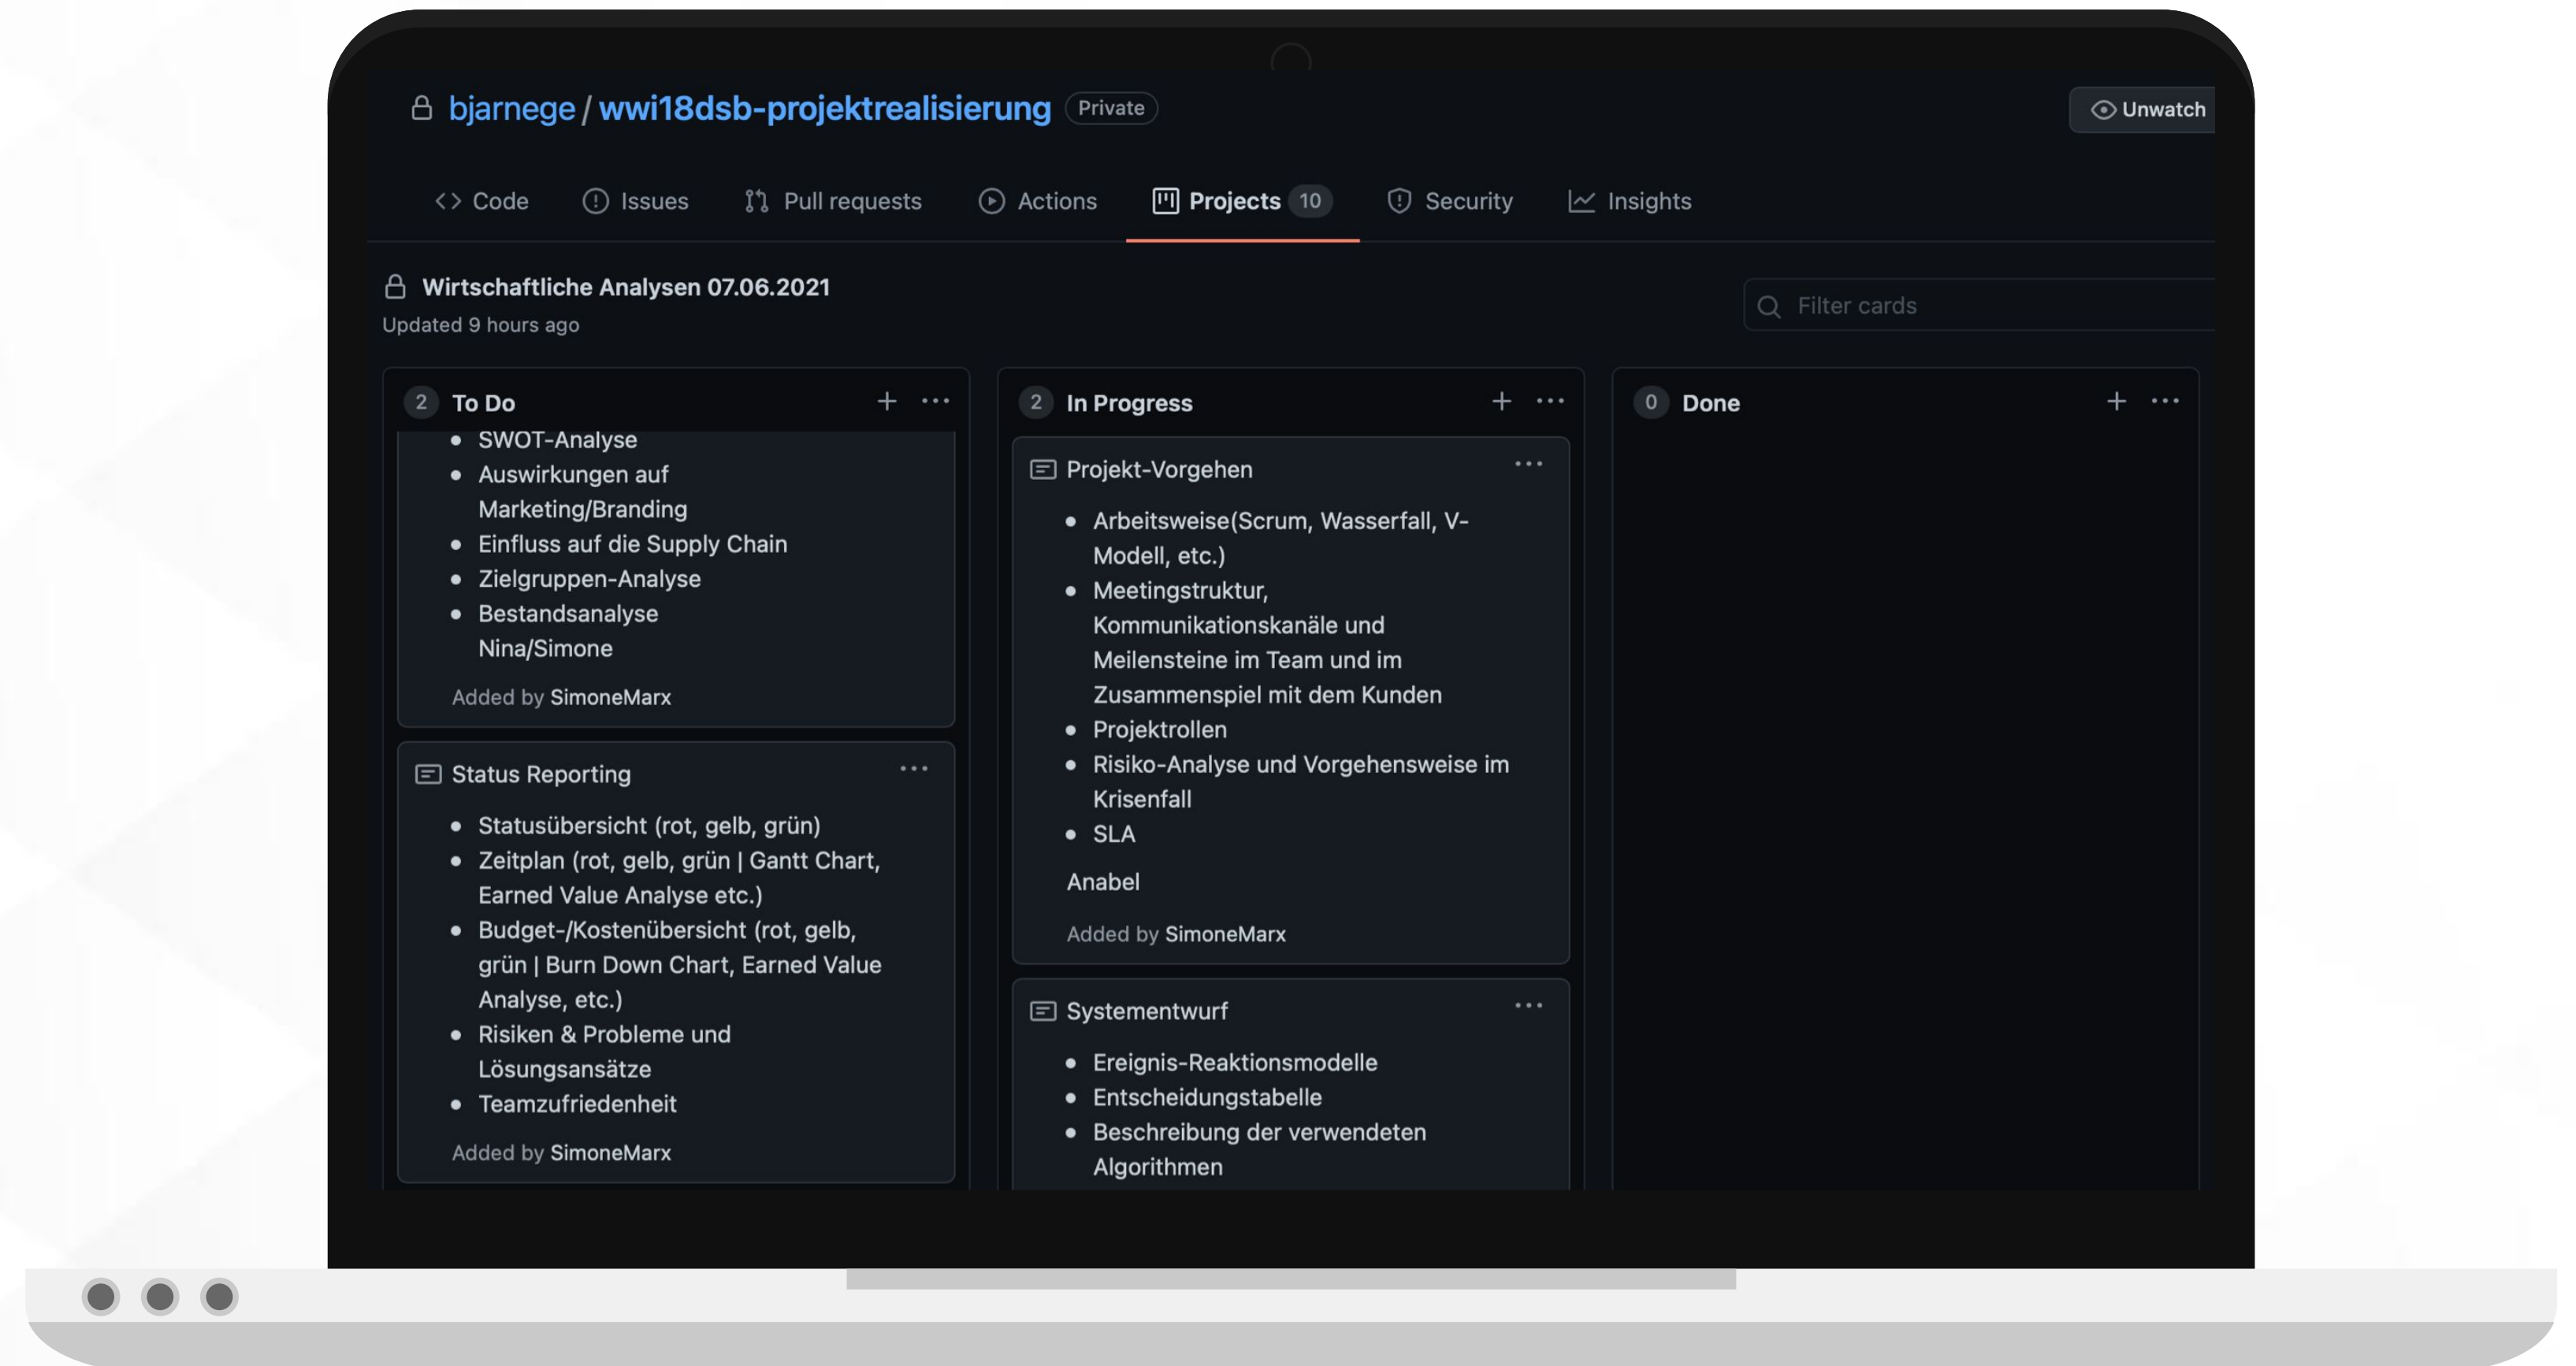 bjarnege / wwi18dsb-projektrealisierung Private
Unwatch
Code Issues Pull requests Actions Projects 10 Security Insights
Wirtschaftliche Analysen 07.06.2021
Updated 9 hours ago
Filter cards
2 To Do
SWOT-Analyse
Auswirkungen auf
Marketing/Branding
Einfluss auf die Supply Chain
Zielgruppen-Analyse
Bestandsanalyse
Nina/Simone
Added by SimoneMarx
Status Reporting
Statusübersicht (rot, gelb, grün)
Zeitplan (rot, gelb, grün | Gantt Chart,
Earned Value Analyse etc.)
Budget-/Kostenübersicht (rot, gelb,
grün | Burn Down Chart, Earned Value
Analyse, etc.)
Risiken & Probleme und
Lösungsansätze
Teamzufriedenheit
Added by SimoneMarx
2 In Progress
Projekt-Vorgehen
Arbeitsweise(Scrum, Wasserfall, V-
Modell, etc.)
Meetingstruktur,
Kommunikationskanäle und
Meilensteine im Team und im
Zusammenspiel mit dem Kunden
Projektrollen
Risiko-Analyse und Vorgehensweise im
Krisenfall
SLA
Anabel
Added by SimoneMarx
Systementwurf
Ereignis-Reaktionsmodelle
Entscheidungstabelle
Beschreibung der verwendeten
Algorithmen
0 Done